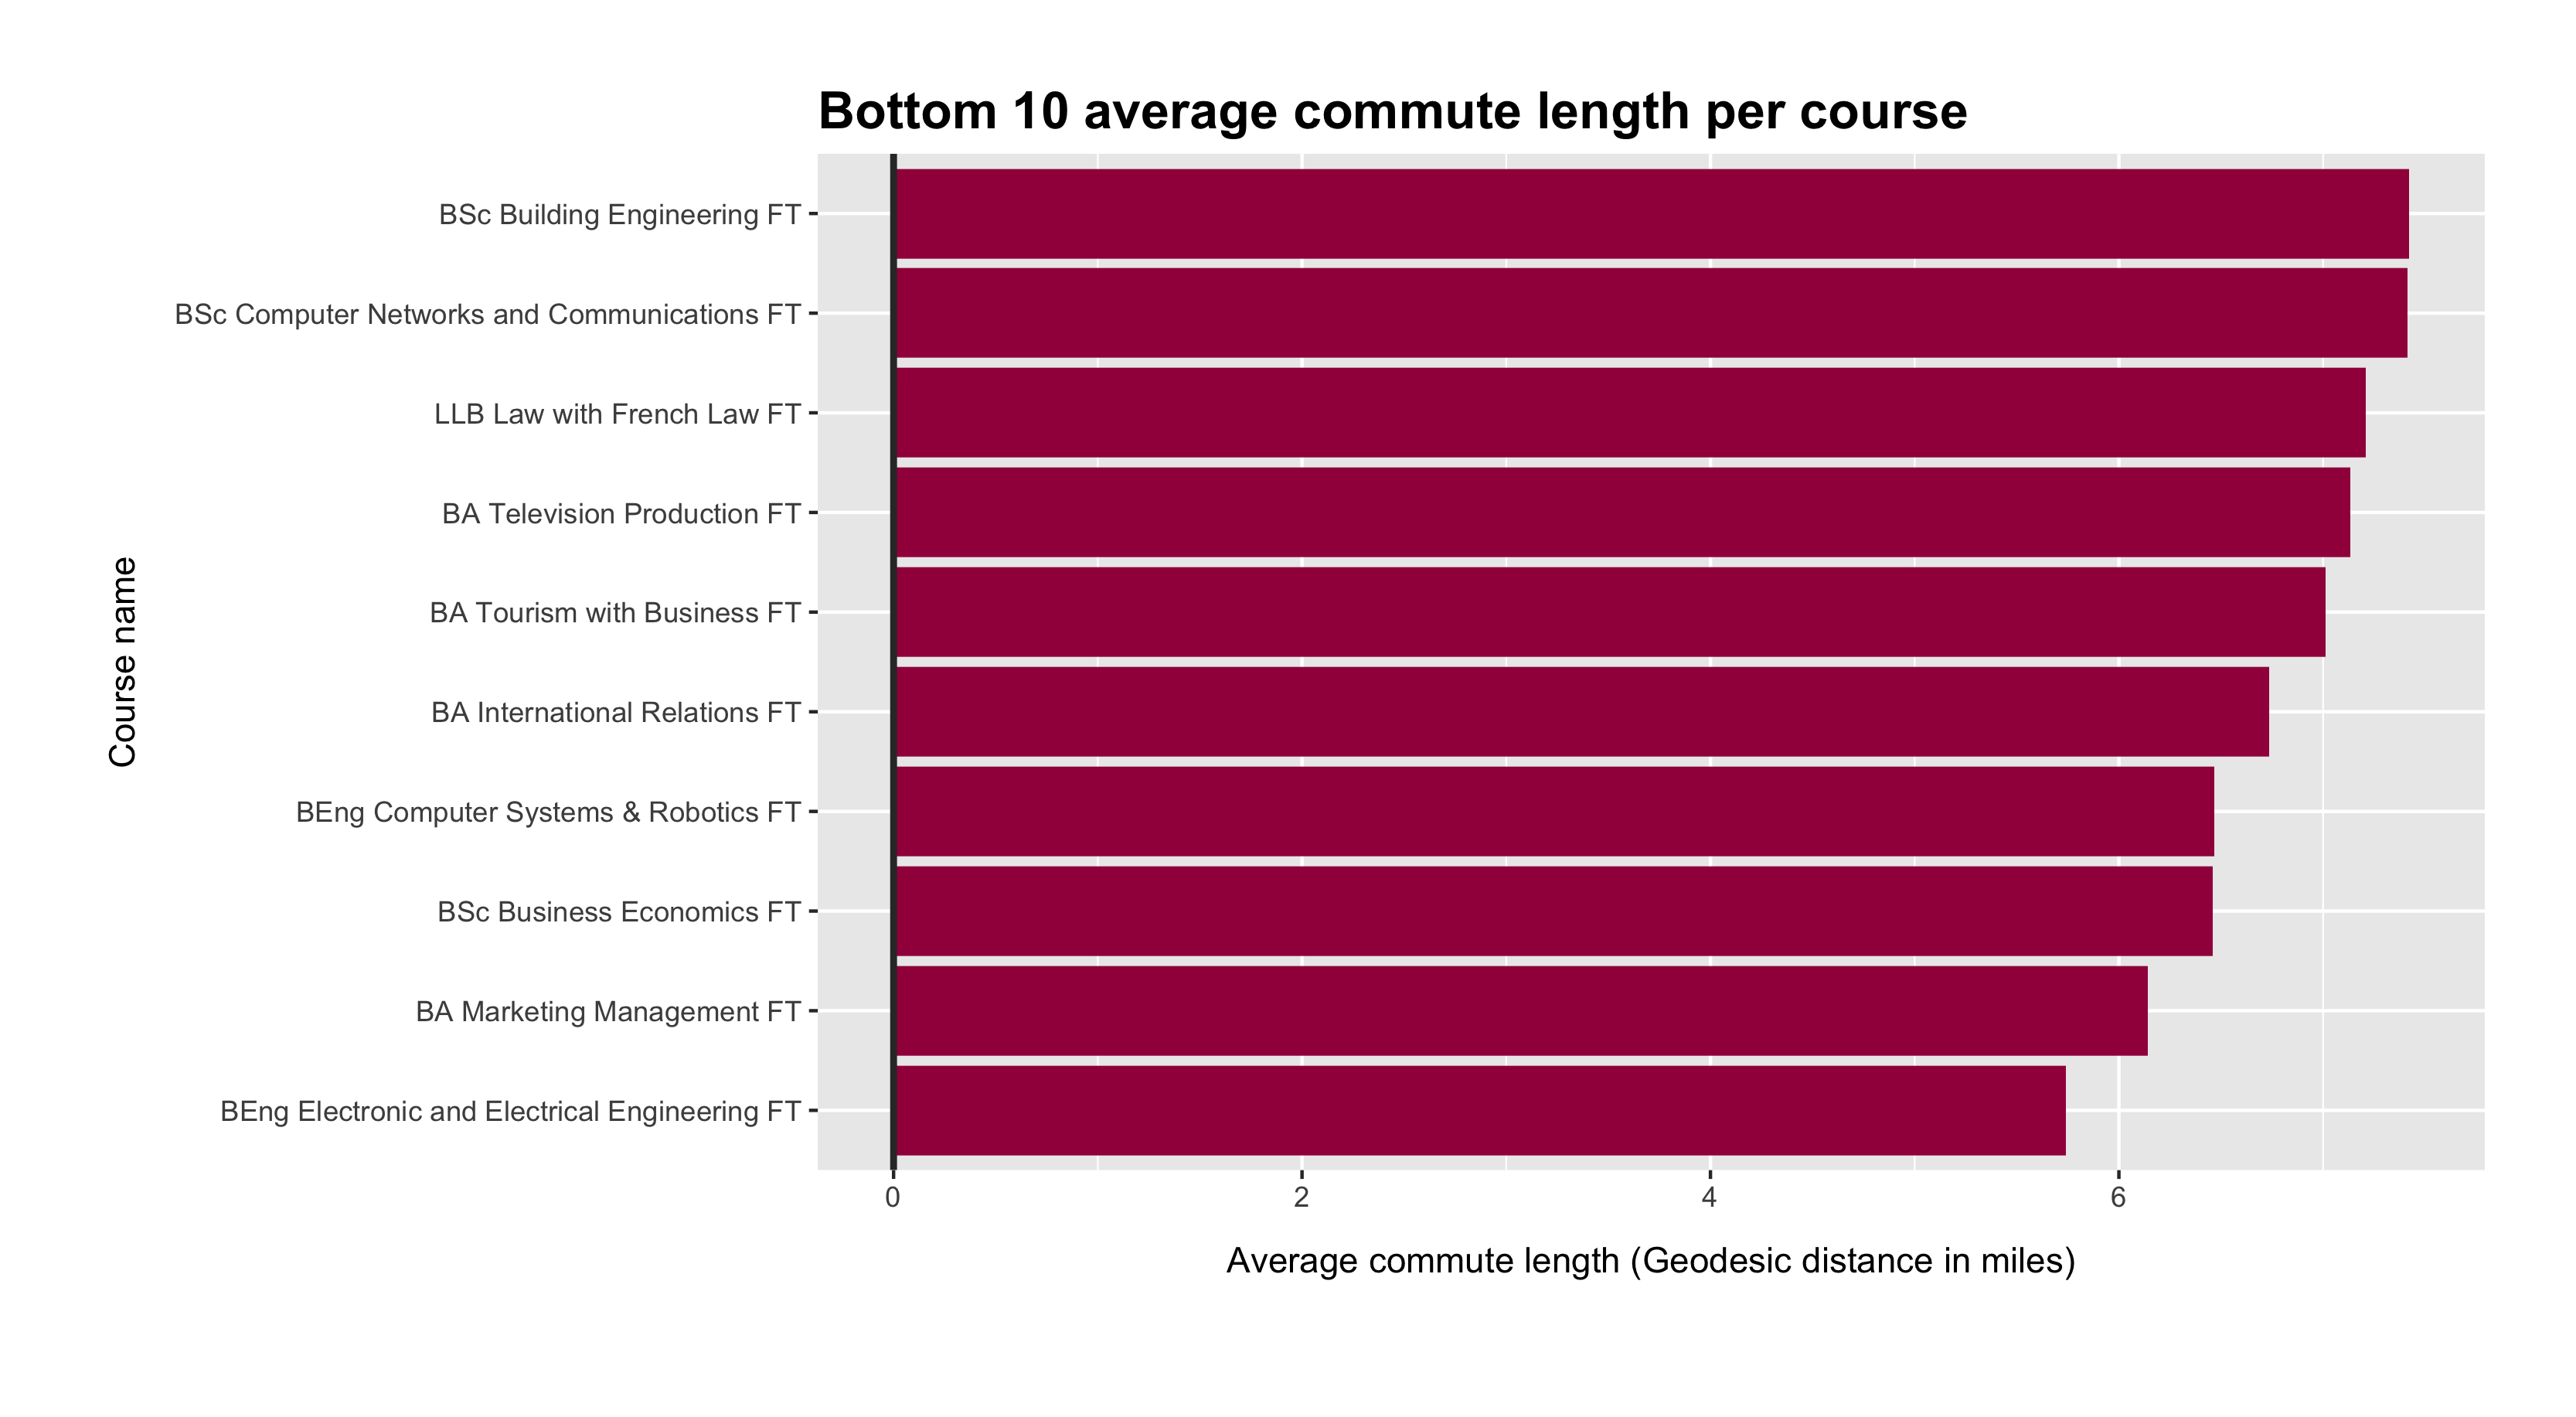 Bottom 10 average commute length per course
BSc Building Engineering FT
BSc Computer Networks and Communications FT
LLB Law with French Law FT
BA Television Production FT
BA Tourism with Business FT
BA International Relations FT
BEng Computer Systems & Robotics FT
BSc Business Economics FT
BA Marketing Management FT
BEng Electronic and Electrical Engineering FT
Course name
0 2 4 6
Average commute length (Geodesic distance in miles)